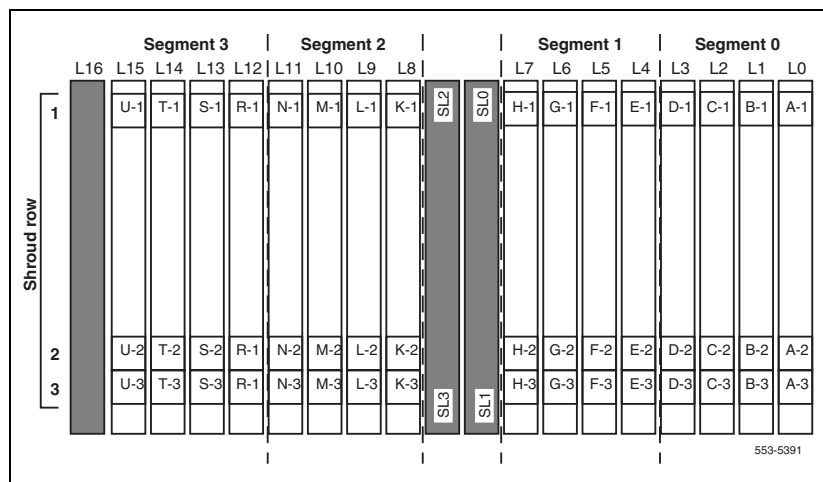 Segment 3 Segment 2 Segment 1 Segment 0
L16 L15 L14 L13 L12 L11 L10 L9 L8 L7 L6 L5 L4 L3 L2 L1 L0
1 U-1 T-1 S-1 R-1 N-1 M-1 L-1 K-1 SL2 SL0 H-1 G-1 F-1 E-1 D-1 C-1 B-1 A-1
Shroud row
2 U-2 T-2 S-2 R-1 N-2 M-2 L-2 K-2 H-2 G-2 F-2 E-2 D-2 C-2 B-2 A-2
3 U-3 T-3 S-3 R-1 N-3 M-3 L-3 K-3 SL3 SL1 H-3 G-3 F-3 E-3 D-3 C-3 B-3 A-3
553-5391